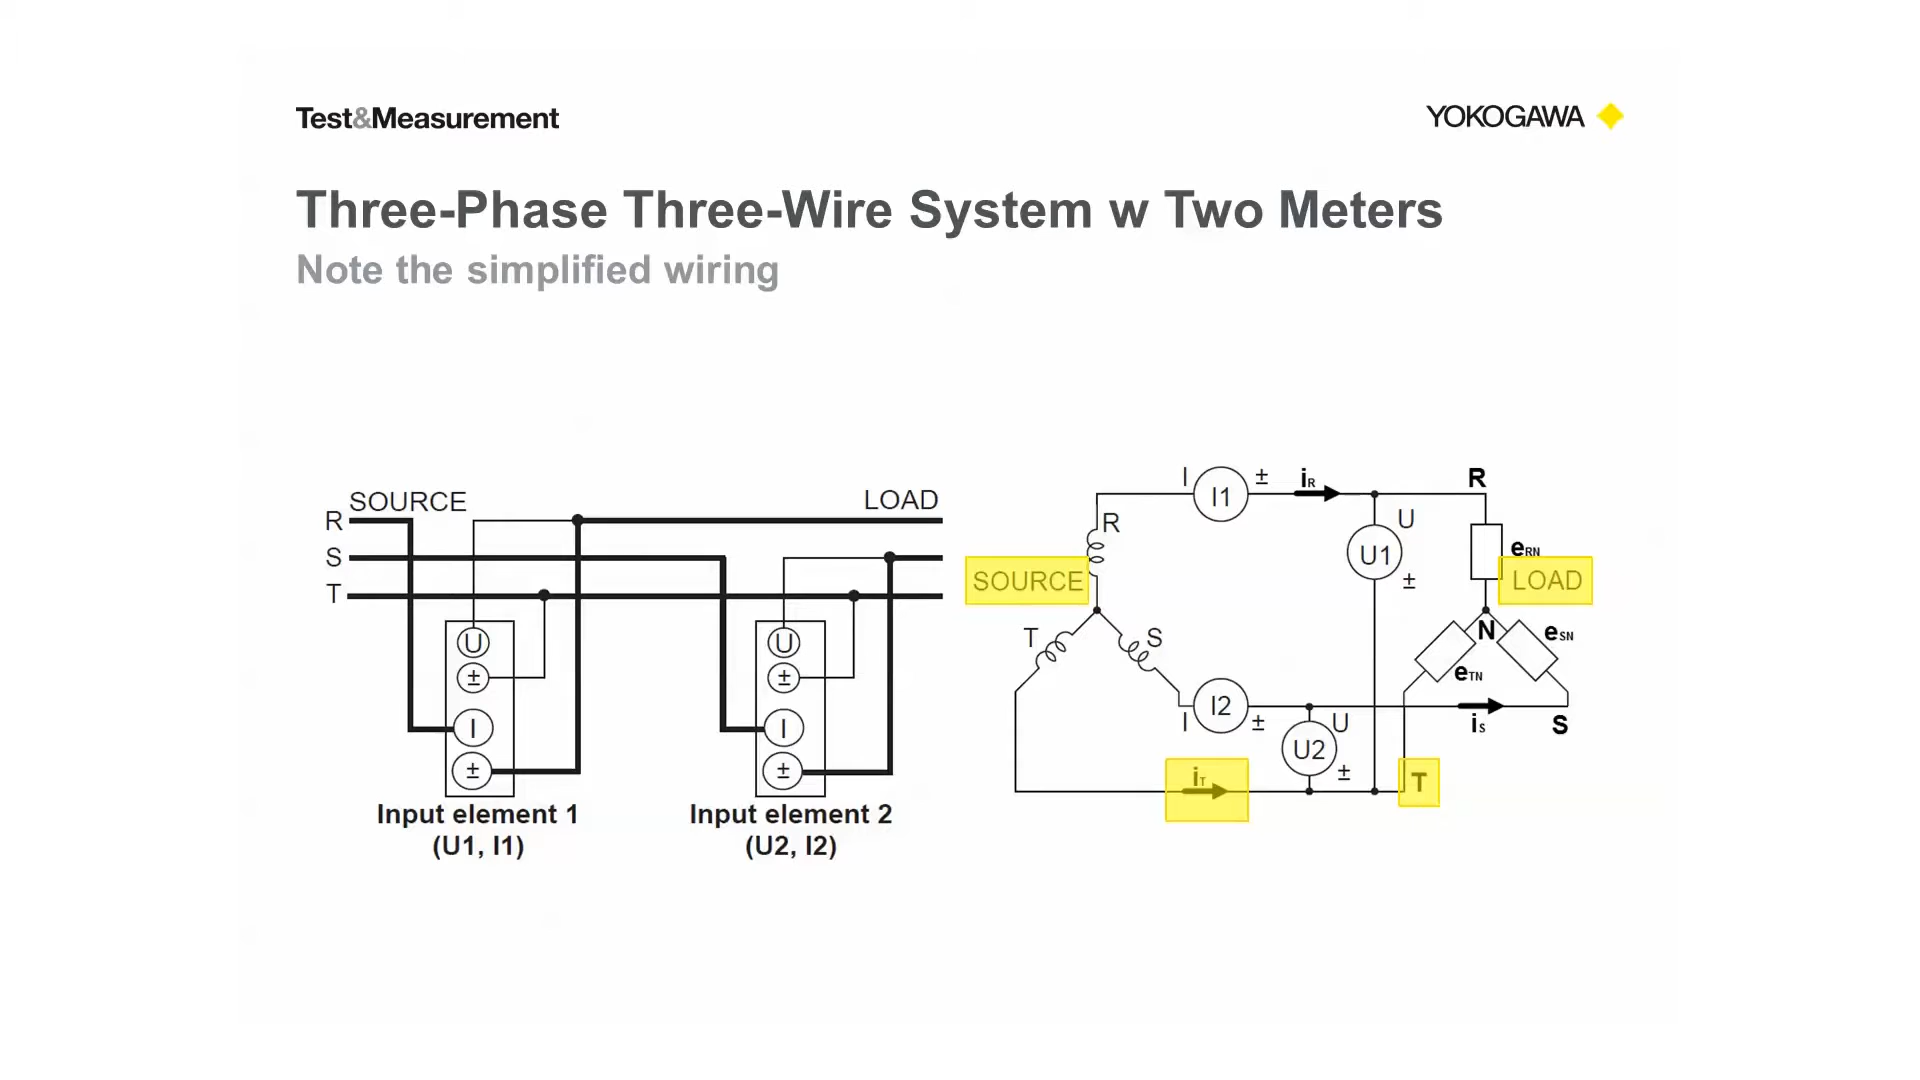 Test&Measurement
YOKOGAWA
Three-Phase Three-Wire System w Two Meters
Note the simplified wiring
SOURCE
LOAD
R
S
T
U
±
I
±
Input element 1
(U1, I1)
U
±
I
±
Input element 2
(U2, I2)
I
I1
±
iR
R
R
U
U1
±
eRN
SOURCE
LOAD
T
S
N
eSN
eTN
I
I2
±
U
U2
±
iS
S
iT
T